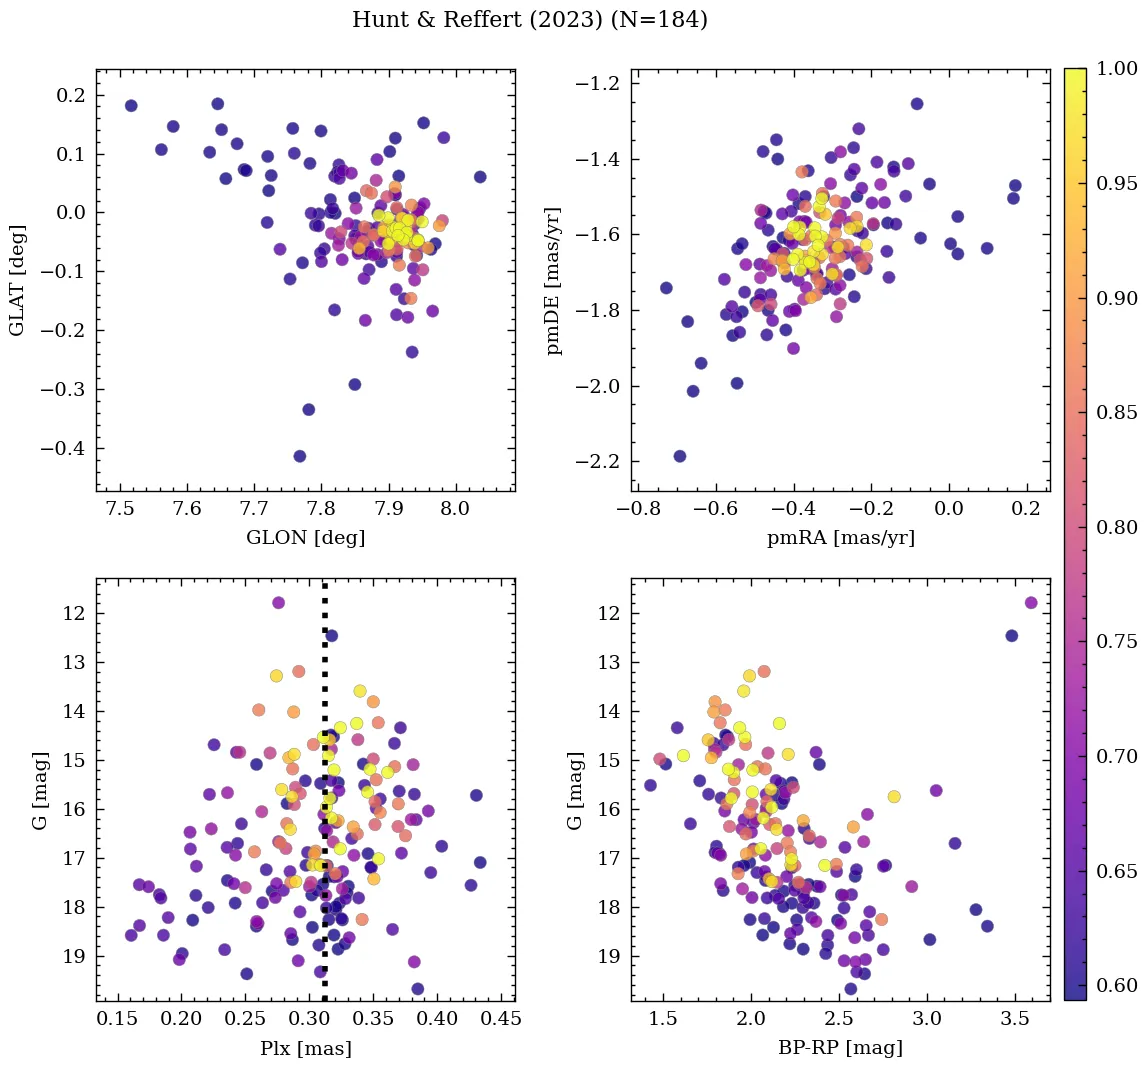 Hunt & Reffert (2023) (N=184)
0.2
0.1
0.0
−0.1
−0.2
−0.3
−0.4
GLAT [deg]
7.5 7.6 7.7 7.8 7.9 8.0
GLON [deg]
−1.2
−1.4
−1.6
−1.8
−2.0
−2.2
pmDE [mas/yr]
−0.8 −0.6 −0.4 −0.2 0.0 0.2
pmRA [mas/yr]
12
13
14
15
16
17
18
19
G [mag]
0.15 0.20 0.25 0.30 0.35 0.40 0.45
Plx [mas]
12
13
14
15
16
17
18
19
G [mag]
1.5 2.0 2.5 3.0 3.5
BP-RP [mag]
1.00
0.95
0.90
0.85
0.80
0.75
0.70
0.65
0.60